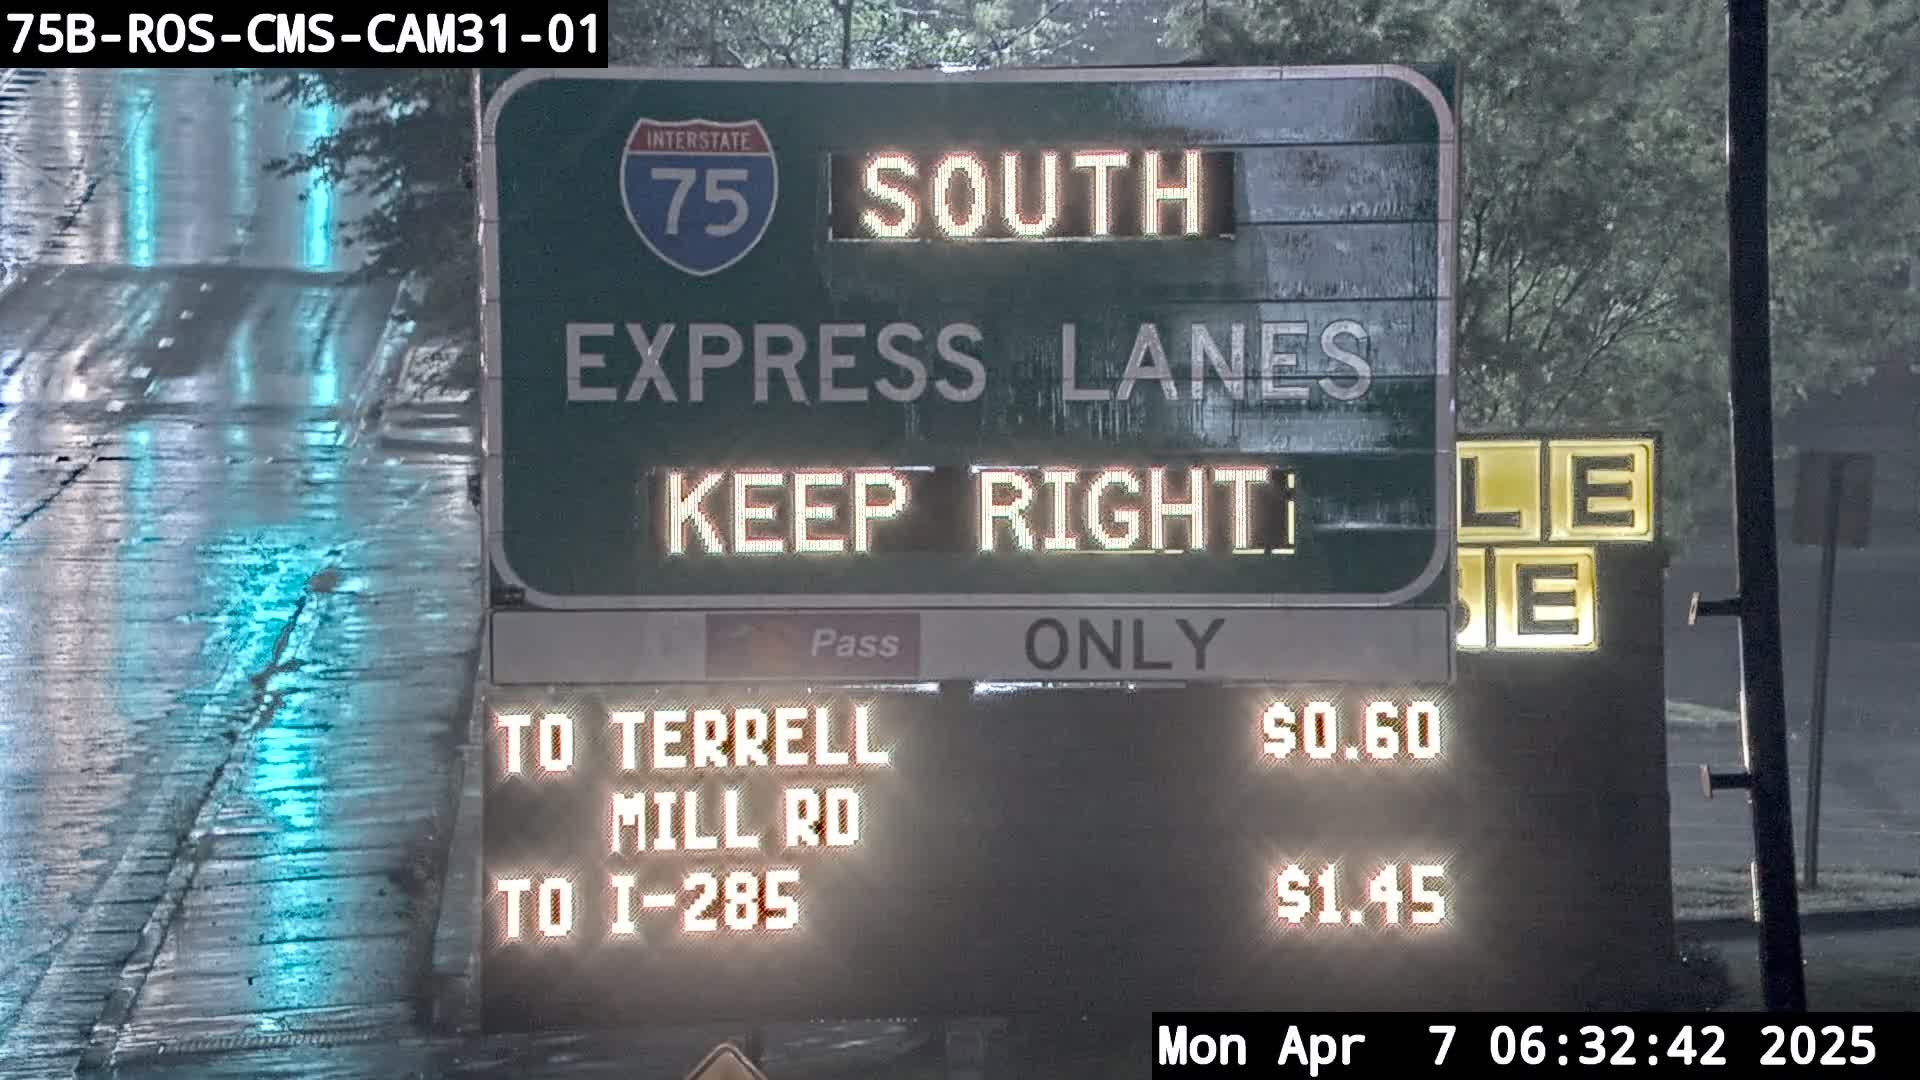 75B-ROS-CMS-CAM31-01
INTERSTATE
75
SOUTH
EXPRESS LANES
KEEP RIGHT
Pass ONLY
TO TERRELL $0.60
MILL RD
TO I-285 $1.45
LE
E
Mon Apr 7 06:32:42 2025